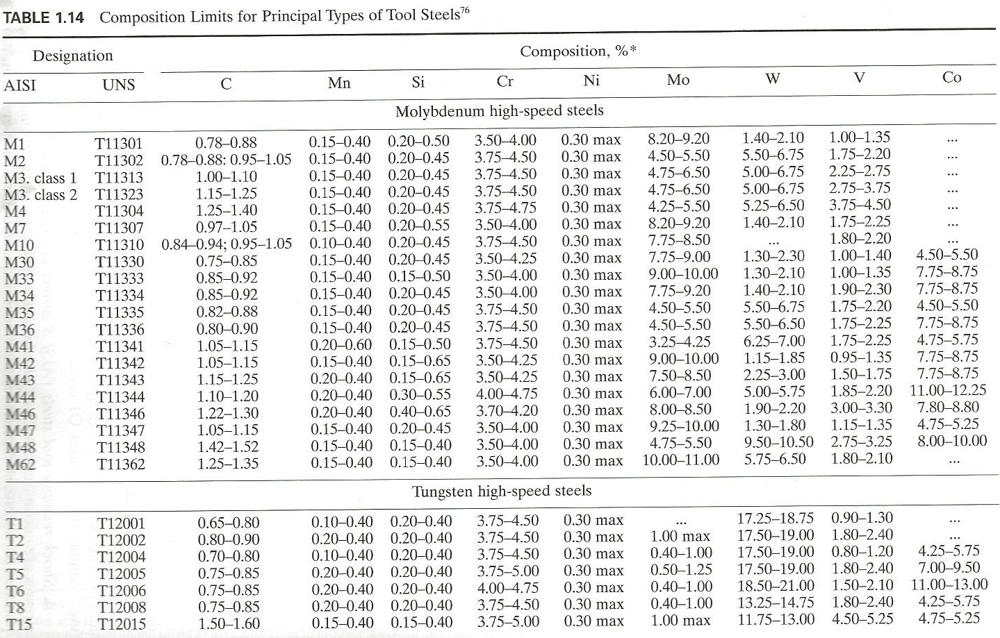 TABLE 1.14 Composition Limits for Principal Types of Tool Steels76
Designation Composition, %*
AISI UNS C Mn Si Cr Ni Mo W V Co
Molybdenum high-speed steels
M1 T11301 0.78–0.88 0.15–0.40 0.20–0.50 3.50–4.00 0.30 max 8.20–9.20 1.40–2.10 1.00–1.35 ...
M2 T11302 0.78–0.88: 0.95–1.05 0.15–0.40 0.20–0.45 3.75–4.50 0.30 max 4.50–5.50 5.50–6.75 1.75–2.20 ...
M3. class 1 T11313 1.00–1.10 0.15–0.40 0.20–0.45 3.75–4.50 0.30 max 4.75–6.50 5.00–6.75 2.25–2.75 ...
M3. class 2 T11323 1.15–1.25 0.15–0.40 0.20–0.45 3.75–4.50 0.30 max 4.75–6.50 5.00–6.75 2.75–3.75 ...
M4 T11304 1.25–1.40 0.15–0.40 0.20–0.45 3.75–4.75 0.30 max 4.25–5.50 5.25–6.50 3.75–4.50 ...
M7 T11307 0.97–1.05 0.15–0.40 0.20–0.55 3.50–4.00 0.30 max 8.20–9.20 1.40–2.10 1.75–2.25 ...
M10 T11310 0.84–0.94; 0.95–1.05 0.10–0.40 0.20–0.45 3.75–4.50 0.30 max 7.75–8.50 ... 1.80–2.20 ...
M30 T11330 0.75–0.85 0.15–0.40 0.20–0.45 3.50–4.25 0.30 max 7.75–9.00 1.30–2.30 1.00–1.40 4.50–5.50
M33 T11333 0.85–0.92 0.15–0.40 0.15–0.50 3.50–4.00 0.30 max 9.00–10.00 1.30–2.10 1.00–1.35 7.75–8.75
M34 T11334 0.85–0.92 0.15–0.40 0.20–0.45 3.50–4.00 0.30 max 7.75–9.20 1.40–2.10 1.90–2.30 7.75–8.75
M35 T11335 0.82–0.88 0.15–0.40 0.20–0.45 3.75–4.50 0.30 max 4.50–5.50 5.50–6.75 1.75–2.20 4.50–5.50
M36 T11336 0.80–0.90 0.15–0.40 0.20–0.45 3.75–4.50 0.30 max 4.50–5.50 5.50–6.50 1.75–2.25 7.75–8.75
M41 T11341 1.05–1.15 0.20–0.60 0.15–0.50 3.75–4.50 0.30 max 3.25–4.25 6.25–7.00 1.75–2.25 4.75–5.75
M42 T11342 1.05–1.15 0.15–0.40 0.15–0.65 3.50–4.25 0.30 max 9.00–10.00 1.15–1.85 0.95–1.35 7.75–8.75
M43 T11343 1.15–1.25 0.20–0.40 0.15–0.65 3.50–4.25 0.30 max 7.50–8.50 2.25–3.00 1.50–1.75 7.75–8.75
M44 T11344 1.10–1.20 0.20–0.40 0.30–0.55 4.00–4.75 0.30 max 6.00–7.00 5.00–5.75 1.85–2.20 11.00–12.25
M46 T11346 1.22–1.30 0.20–0.40 0.40–0.65 3.70–4.20 0.30 max 8.00–8.50 1.90–2.20 3.00–3.30 7.80–8.80
M47 T11347 1.05–1.15 0.15–0.40 0.20–0.45 3.50–4.00 0.30 max 9.25–10.00 1.30–1.80 1.15–1.35 4.75–5.25
M48 T11348 1.42–1.52 0.15–0.40 0.15–0.40 3.50–4.00 0.30 max 4.75–5.50 9.50–10.50 2.75–3.25 8.00–10.00
M62 T11362 1.25–1.35 0.15–0.40 0.15–0.40 3.50–4.00 0.30 max 10.00–11.00 5.75–6.50 1.80–2.10 ...
Tungsten high-speed steels
T1 T12001 0.65–0.80 0.10–0.40 0.20–0.40 3.75–4.50 0.30 max ... 17.25–18.75 0.90–1.30 ...
T2 T12002 0.80–0.90 0.20–0.40 0.20–0.40 3.75–4.50 0.30 max 1.00 max 17.50–19.00 1.80–2.40 ...
T4 T12004 0.70–0.80 0.10–0.40 0.20–0.40 3.75–4.50 0.30 max 0.40–1.00 17.50–19.00 0.80–1.20 4.25–5.75
T5 T12005 0.75–0.85 0.20–0.40 0.20–0.40 3.75–5.00 0.30 max 0.50–1.25 17.50–19.00 1.80–2.40 7.00–9.50
T6 T12006 0.75–0.85 0.20–0.40 0.20–0.40 4.00–4.75 0.30 max 0.40–1.00 18.50–21.00 1.50–2.10 11.00–13.00
T8 T12008 0.75–0.85 0.20–0.40 0.20–0.40 3.75–4.50 0.30 max 0.40–1.00 13.25–14.75 1.80–2.40 4.25–5.75
T15 T12015 1.50–1.60 0.15–0.40 0.15–0.40 3.75–5.00 0.30 max 1.00 max 11.75–13.00 4.50–5.25 4.75–5.25